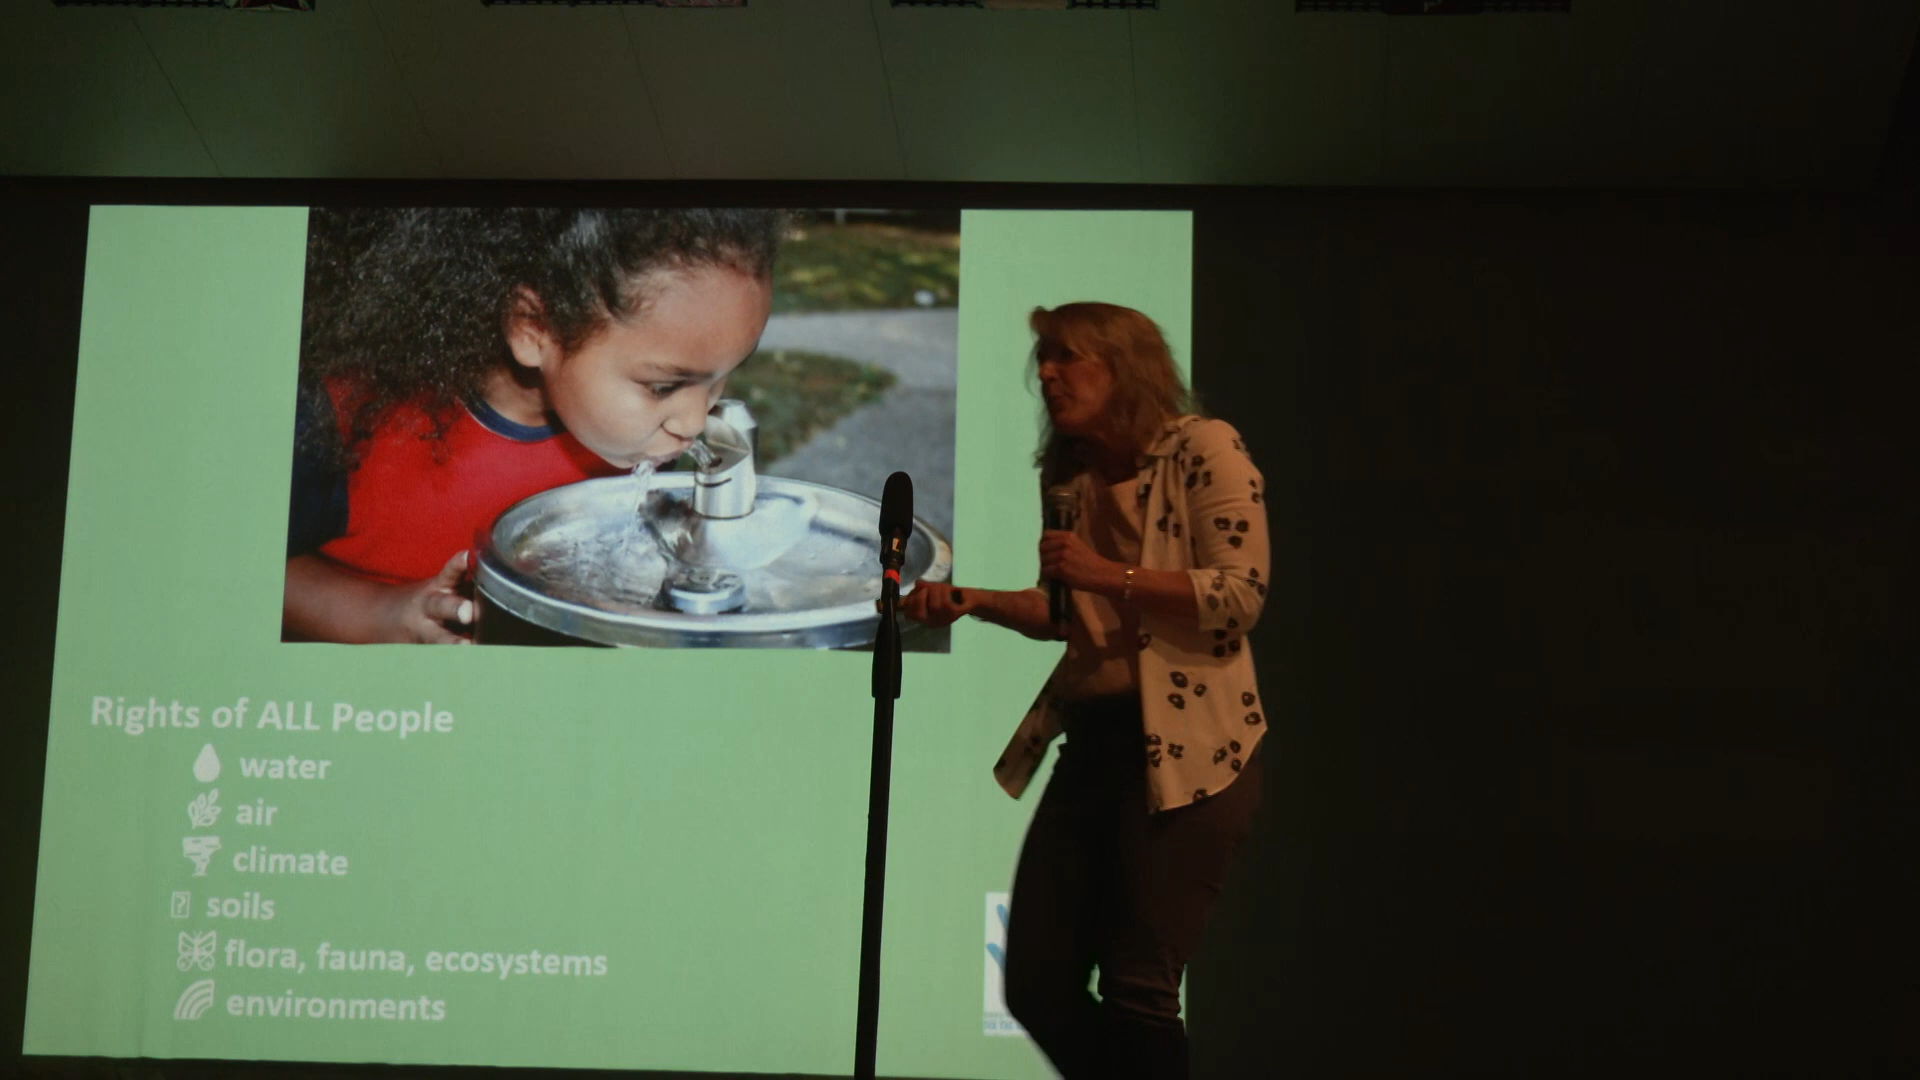 Rights of ALL People
water
air
climate
soils
flora, fauna, ecosystems
environments